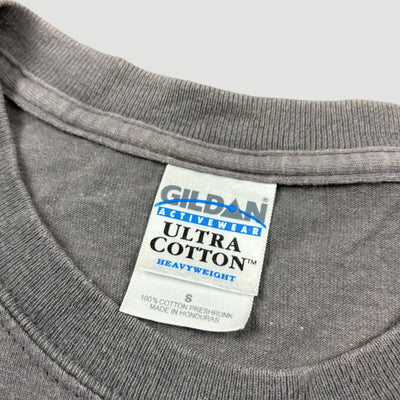 GILDAN
ACTIVEWEAR
ULTRA
COTTON™
HEAVYWEIGHT
S
100% COTTON PRESHRUNK
MADE IN HONDURAS